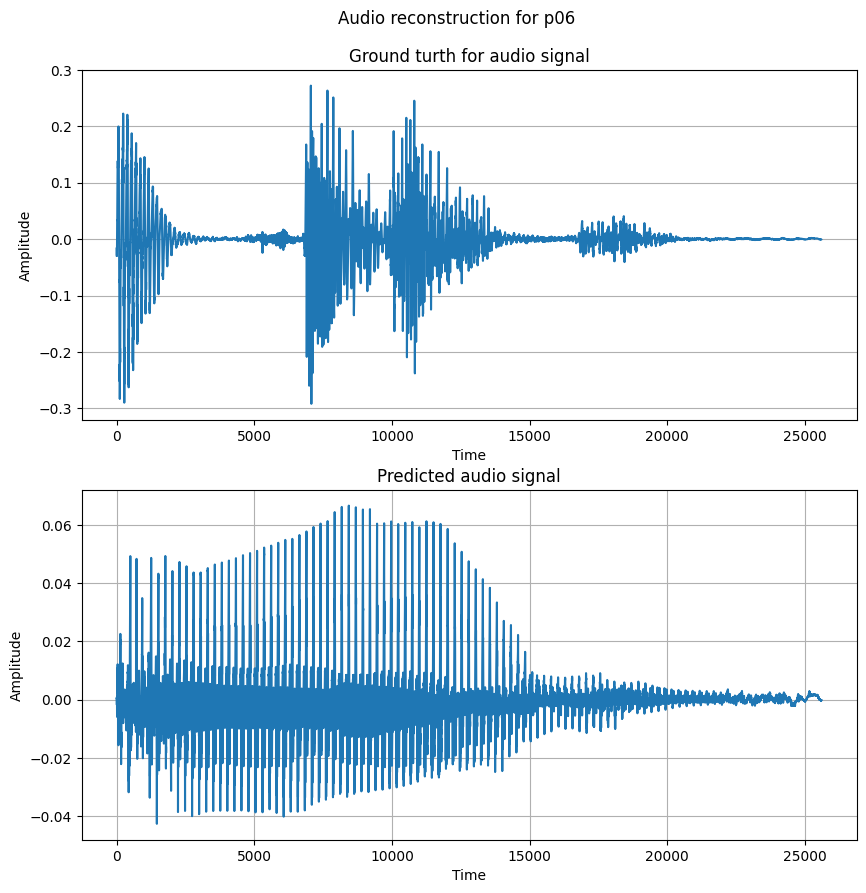 Audio reconstruction for p06
Ground turth for audio signal
0.3
0.2
0.1
0.0
−0.1
−0.2
−0.3
Amplitude
0 5000 10000 15000 20000 25000
Time
Predicted audio signal
0.06
0.04
0.02
0.00
−0.02
−0.04
Amplitude
0 5000 10000 15000 20000 25000
Time